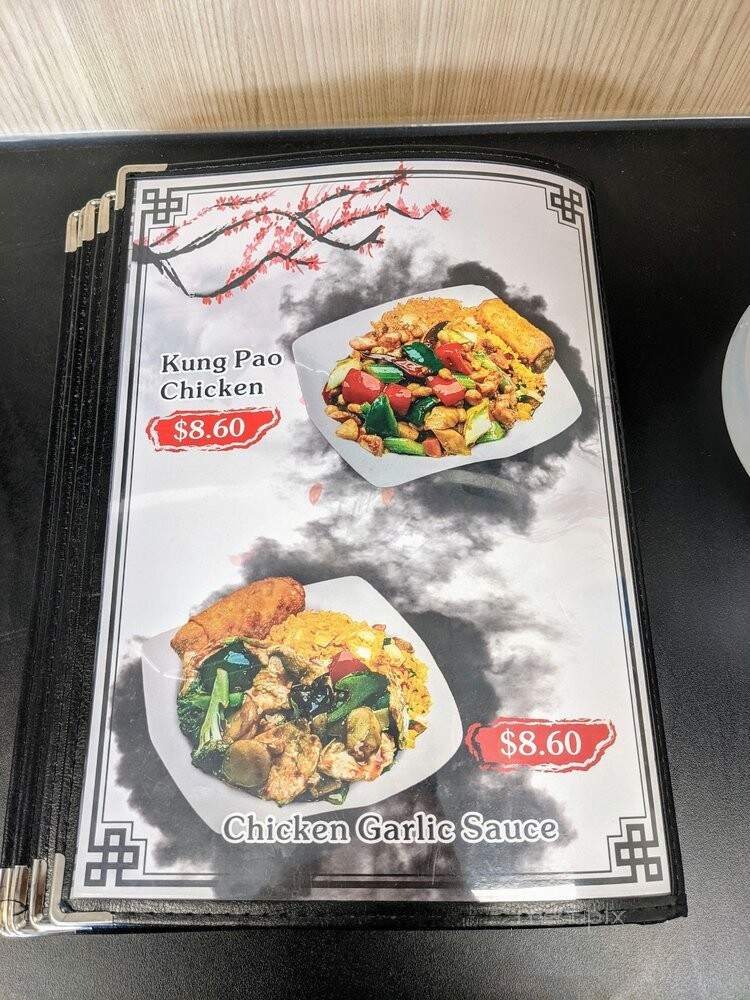 Kung Pao
Chicken
$8.60
$8.60
Chicken Garlic Sauce